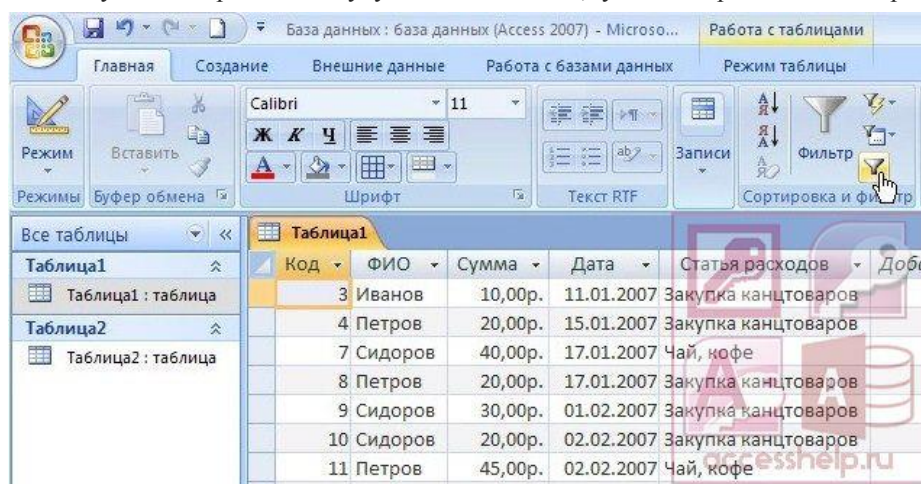 База данных : база данных (Access 2007) - Microso... Работа с таблицами
Главная Создание Внешние данные Работа с базами данных Режим таблицы
Calibri 11
Ж К Ч
Режим Вставить Записи Фильтр
Режимы Буфер обмена Шрифт Текст RTF Сортировка и фильтр
Все таблицы Таблица1
Таблица1 Код ФИО Сумма Дата Статья расходов Доба
Таблица1 : таблица 3 Иванов 10,00р. 11.01.2007 Закупка канцтоваров
Таблица2 4 Петров 20,00р. 15.01.2007 Закупка канцтоваров
Таблица2 : таблица 7 Сидоров 40,00р. 17.01.2007 Чай, кофе
8 Петров 20,00р. 17.01.2007 Закупка канцтоваров
9 Сидоров 30,00р. 01.02.2007 Закупка канцтоваров
10 Сидоров 20,00р. 02.02.2007 Закупка канцтоваров
11 Петров 45,00р. 02.02.2007 Чай, кофе
accesshelp.ru